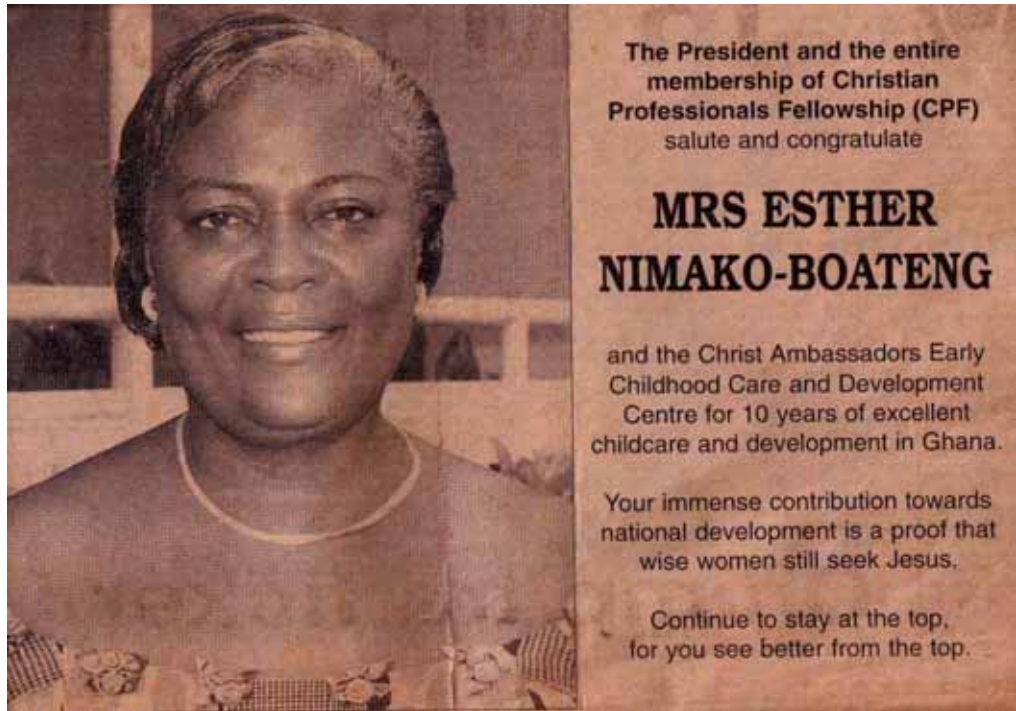 The President and the entire
membership of Christian
Professionals Fellowship (CPF)
salute and congratulate
MRS ESTHER
NIMAKO-BOATENG
and the Christ Ambassadors Early
Childhood Care and Development
Centre for 10 years of excellent
childcare and development in Ghana.
Your immense contribution towards
national development is a proof that
wise women still seek Jesus.
Continue to stay at the top,
for you see better from the top.